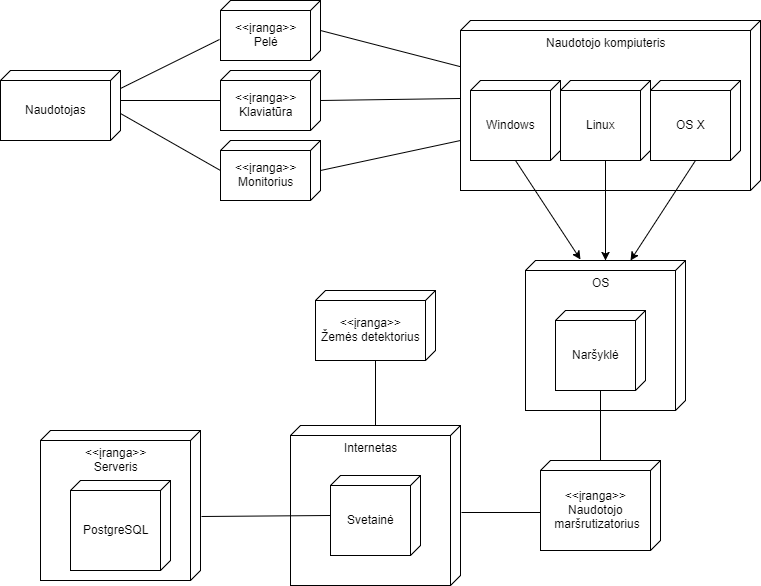 <<įranga>>
Pelė
Naudotojo kompiuteris
Naudotojas
<<įranga>>
Klaviatūra
Windows
Linux
OS X
<<įranga>>
Monitorius
OS
<<įranga>>
Žemės detektorius
Naršyklė
<<įranga>>
Serveris
PostgreSQL
Internetas
Svetainė
<<įranga>>
Naudotojo
maršrutizatorius